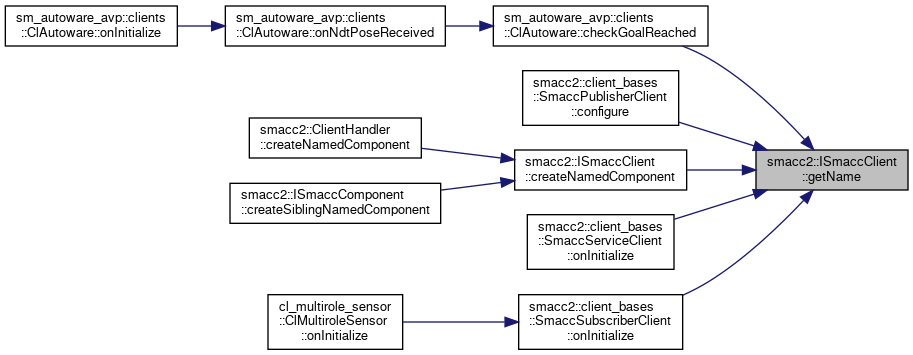 sm_autoware_avp::clients
::ClAutoware::onInitialize
sm_autoware_avp::clients
::ClAutoware::onNdtPoseReceived
sm_autoware_avp::clients
::ClAutoware::checkGoalReached
smacc2::client_bases
::SmaccPublisherClient
::configure
smacc2::ClientHandler
::createNamedComponent
smacc2::ISmaccClient
::createNamedComponent
smacc2::ISmaccClient
::getName
smacc2::ISmaccComponent
::createSiblingNamedComponent
smacc2::client_bases
::SmaccServiceClient
::onInitialize
cl_multirole_sensor
::ClMultiroleSensor
::onInitialize
smacc2::client_bases
::SmaccSubscriberClient
::onInitialize